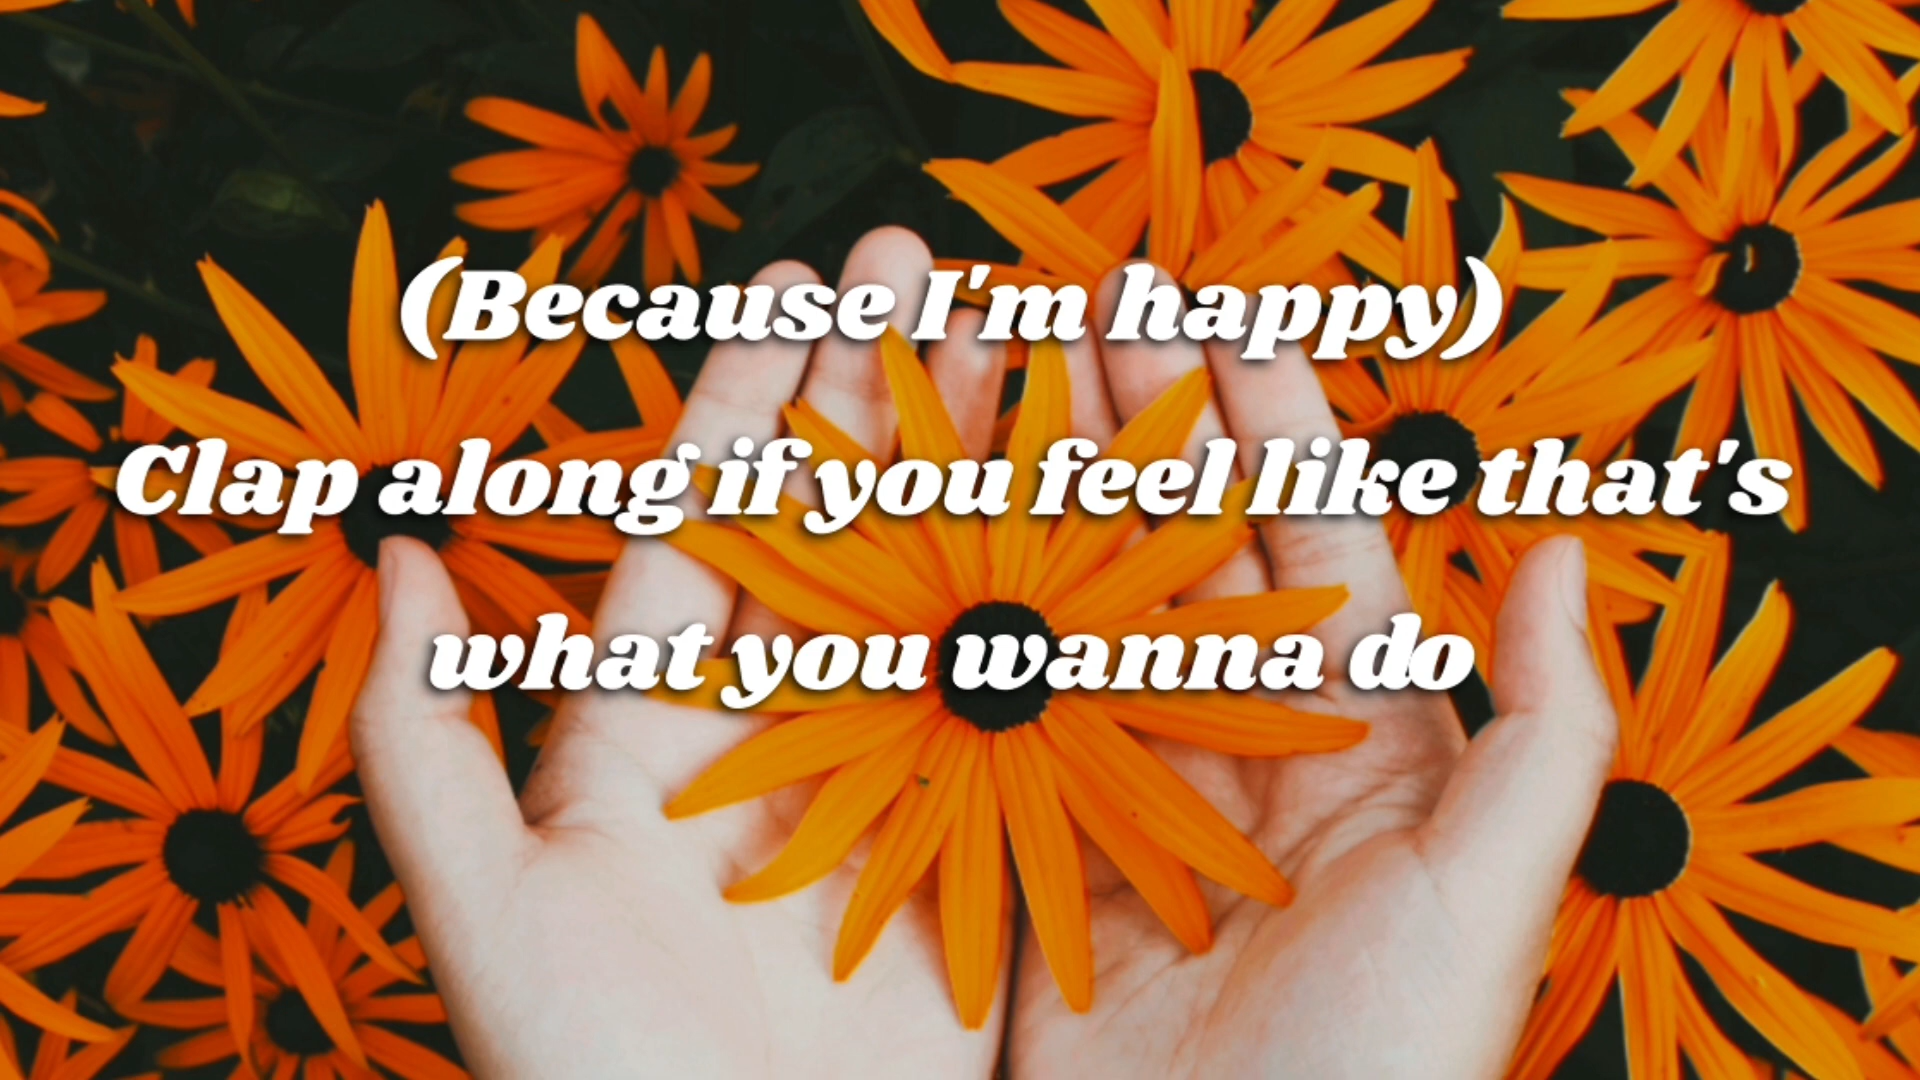 (Because I'm happy)
Clap along if you feel like that's
what you wanna do